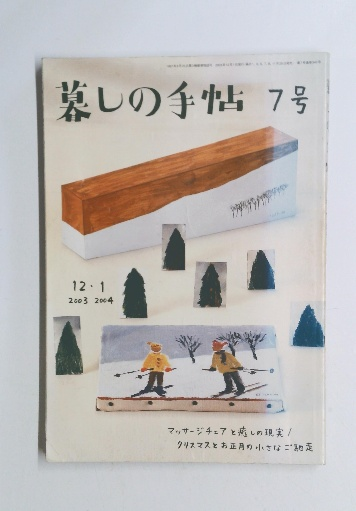 暮しの手帖 7号
12・1
2003 2004
マッサージチェアと癒しの現実/
クリスマスとお正月の小さなご馳走